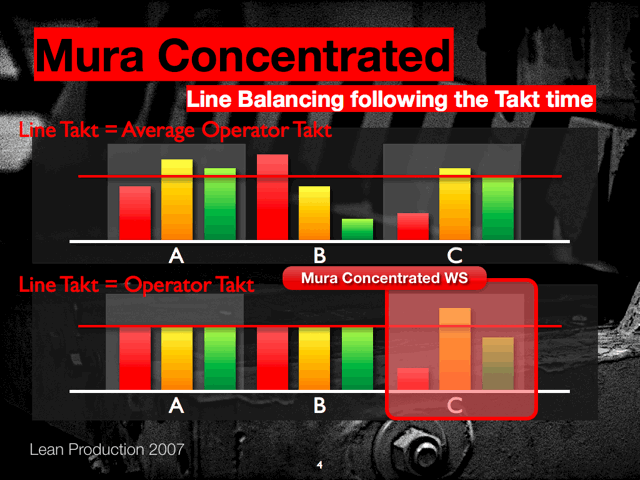 Mura Concentrated
Line Balancing following the Takt time
Line Takt = Average Operator Takt
A B C
Line Takt = Operator Takt
Mura Concentrated WS
A B C
Lean Production 2007
4